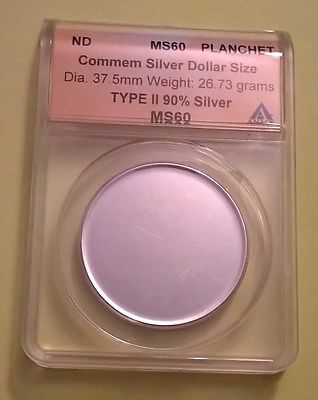 ND MS60 PLANCHET
Commem Silver Dollar Size
Dia. 37.5mm Weight: 26.73 grams
TYPE II 90% Silver
MS60